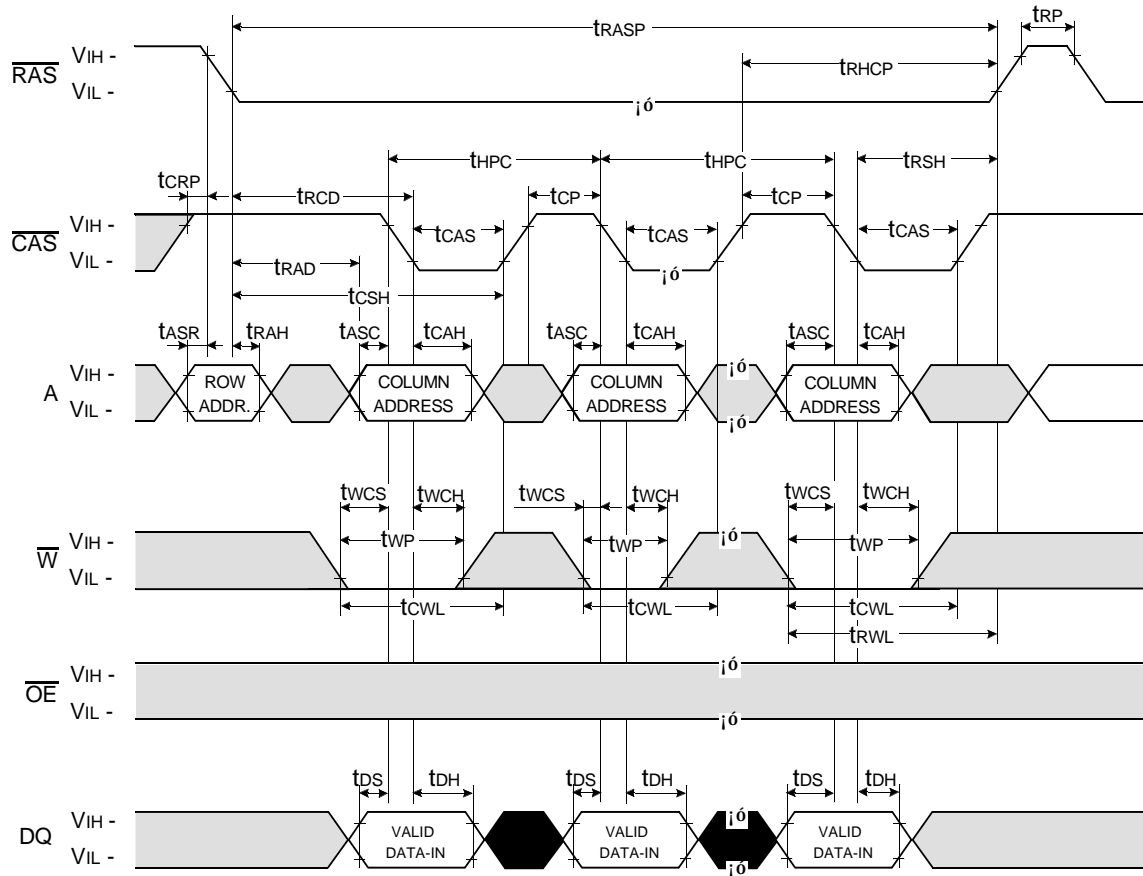 tRASP tRP
RAS VIH -
VIL -
tRHCP
¡ó
tHPC tHPC tRSH
tCRP tRCD tCP tCP
CAS VIH -
VIL -
tCAS tCAS tCAS
¡ó
tRAD
tCSH
tASR tRAH tASC tCAH tASC tCAH tASC tCAH
A VIH -
VIL -
ROW
ADDR.
COLUMN
ADDRESS
COLUMN
ADDRESS
¡ó
¡ó
COLUMN
ADDRESS
tWCS tWCH tWCS tWCH tWCS tWCH
W VIH -
VIL -
tWP tWP ¡ó tWP
tCWL tCWL tCWL
tRWL
OE VIH -
VIL -
¡ó
¡ó
tDS tDH tDS tDH tDS tDH
DQ VIH -
VIL -
VALID
DATA-IN
VALID
DATA-IN
¡ó
¡ó
VALID
DATA-IN